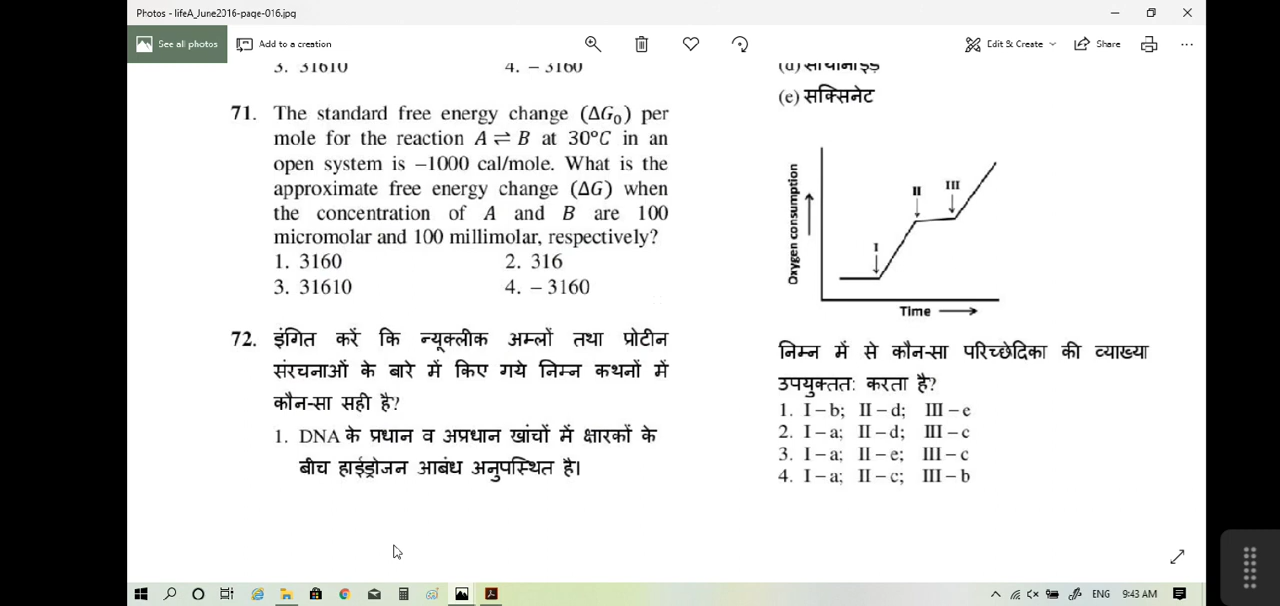 Photos - lifeA_June2016-page-016.jpg
See all photos
Add to a creation
Edit & Create
Share
3. 31610 4. – 3160
71. The standard free energy change (ΔG₀) per
mole for the reaction A ⇌ B at 30°C in an
open system is –1000 cal/mole. What is the
approximate free energy change (ΔG) when
the concentration of A and B are 100
micromolar and 100 millimolar, respectively?
1. 3160 2. 316
3. 31610 4. – 3160
72. इंगित करें कि न्यूक्लीक अम्लों तथा प्रोटीन
संरचनाओं के बारे में किए गये निम्न कथनों में
कौन-सा सही है?
1. DNA के प्रधान व अप्रधान खांचों में क्षारकों के
बीच हाईड्रोजन आबंध अनुपस्थित है।
(d) सायानाइड
(e) सक्सिनेट
Oxygen consumption
I
II
III
Time
निम्न में से कौन-सा परिच्छेदिका की व्याख्या
उपयुक्ततः करता है?
1. I – b; II – d; III – e
2. I – a; II – d; III – c
3. I – a; II – e; III – c
4. I – a; II – c; III – b
ENG 9:43 AM